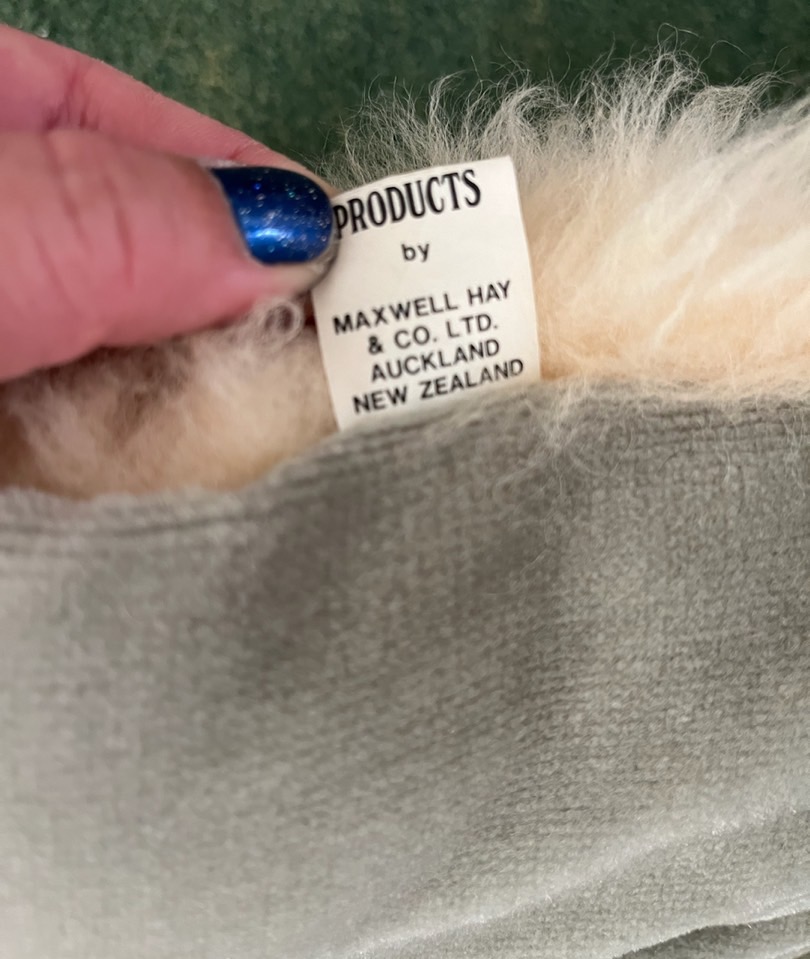 PRODUCTS
by
MAXWELL HAY
& CO. LTD.
AUCKLAND
NEW ZEALAND